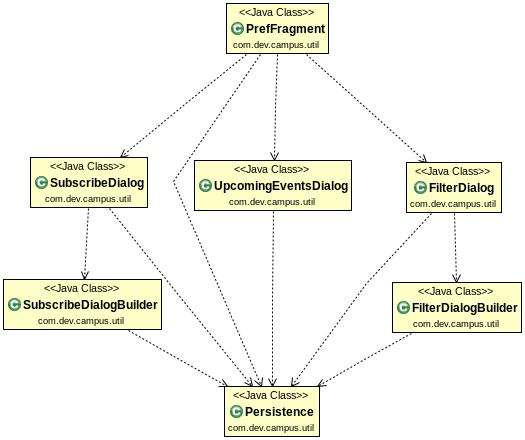 <<Java Class>>
PrefFragment
com.dev.campus.util
<<Java Class>>
SubscribeDialog
com.dev.campus.util
<<Java Class>>
UpcomingEventsDialog
com.dev.campus.util
<<Java Class>>
FilterDialog
com.dev.campus.util
<<Java Class>>
SubscribeDialogBuilder
com.dev.campus.util
<<Java Class>>
FilterDialogBuilder
com.dev.campus.util
<<Java Class>>
Persistence
com.dev.campus.util